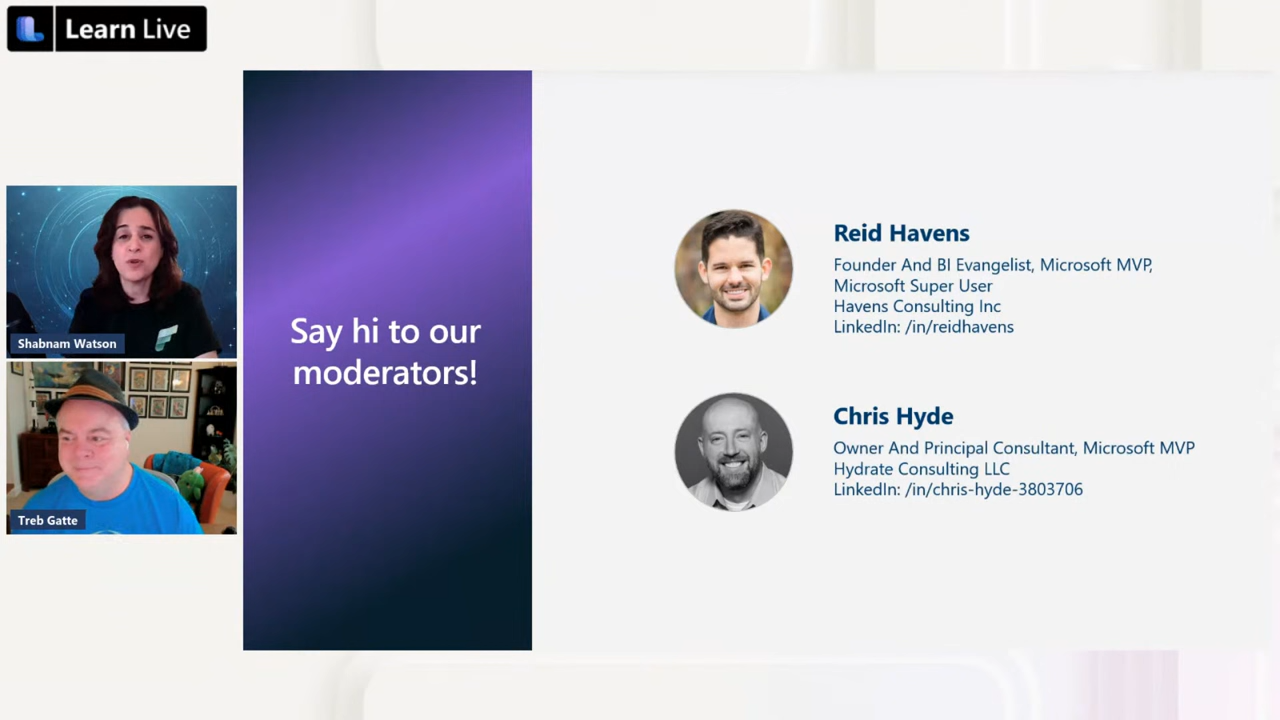 Learn Live
Shabnam Watson
Treb Gatte
Say hi to our
moderators!
Reid Havens
Founder And BI Evangelist, Microsoft MVP,
Microsoft Super User
Havens Consulting Inc
LinkedIn: /in/reidhavens
Chris Hyde
Owner And Principal Consultant, Microsoft MVP
Hydrate Consulting LLC
LinkedIn: /in/chris-hyde-3803706